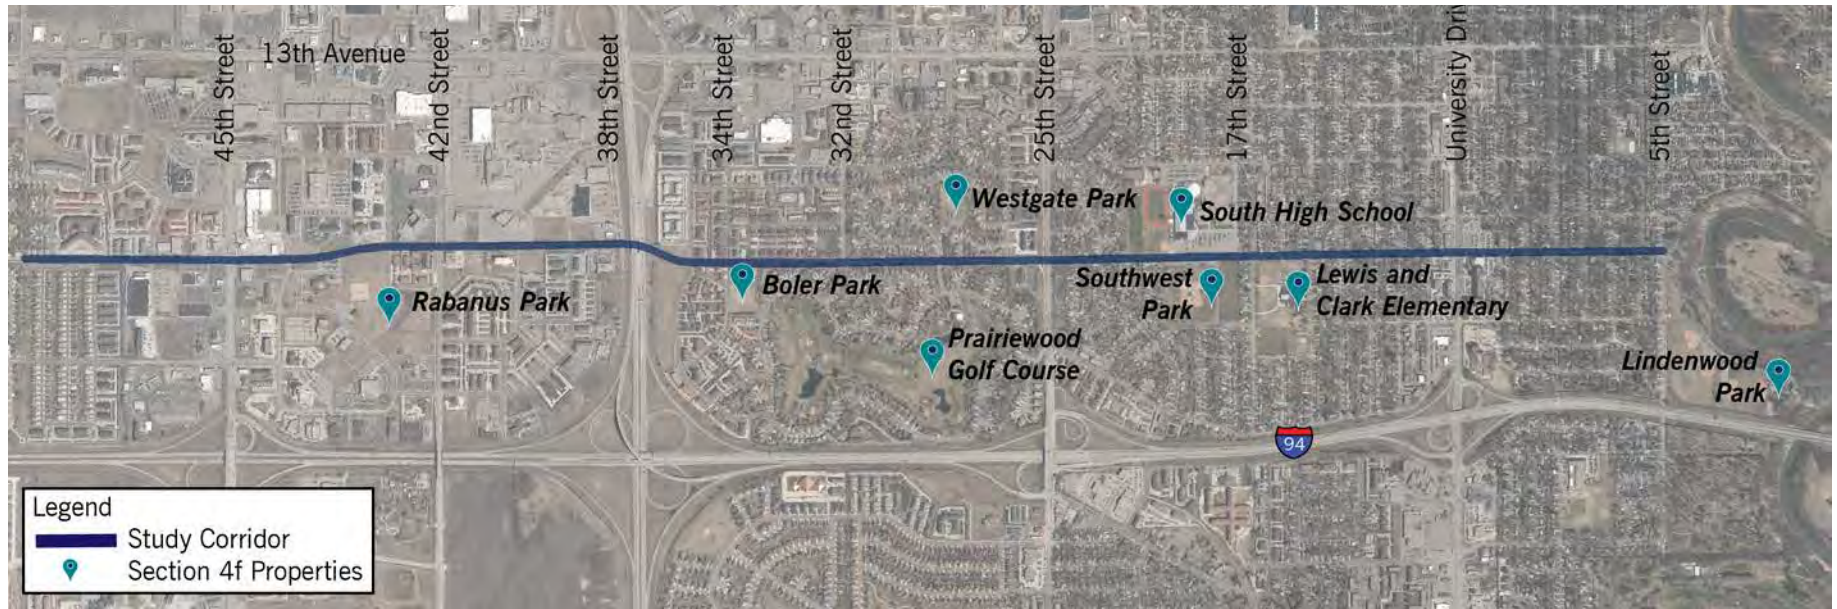 13th Avenue
45th Street
42nd Street
38th Street
34th Street
32nd Street
25th Street
17th Street
University Driv
5th Street
Westgate Park
South High School
Rabanus Park
Boler Park
Southwest
Park
Lewis and
Clark Elementary
Prairiewood
Golf Course
Lindenwood
Park
94
Legend
Study Corridor
Section 4f Properties